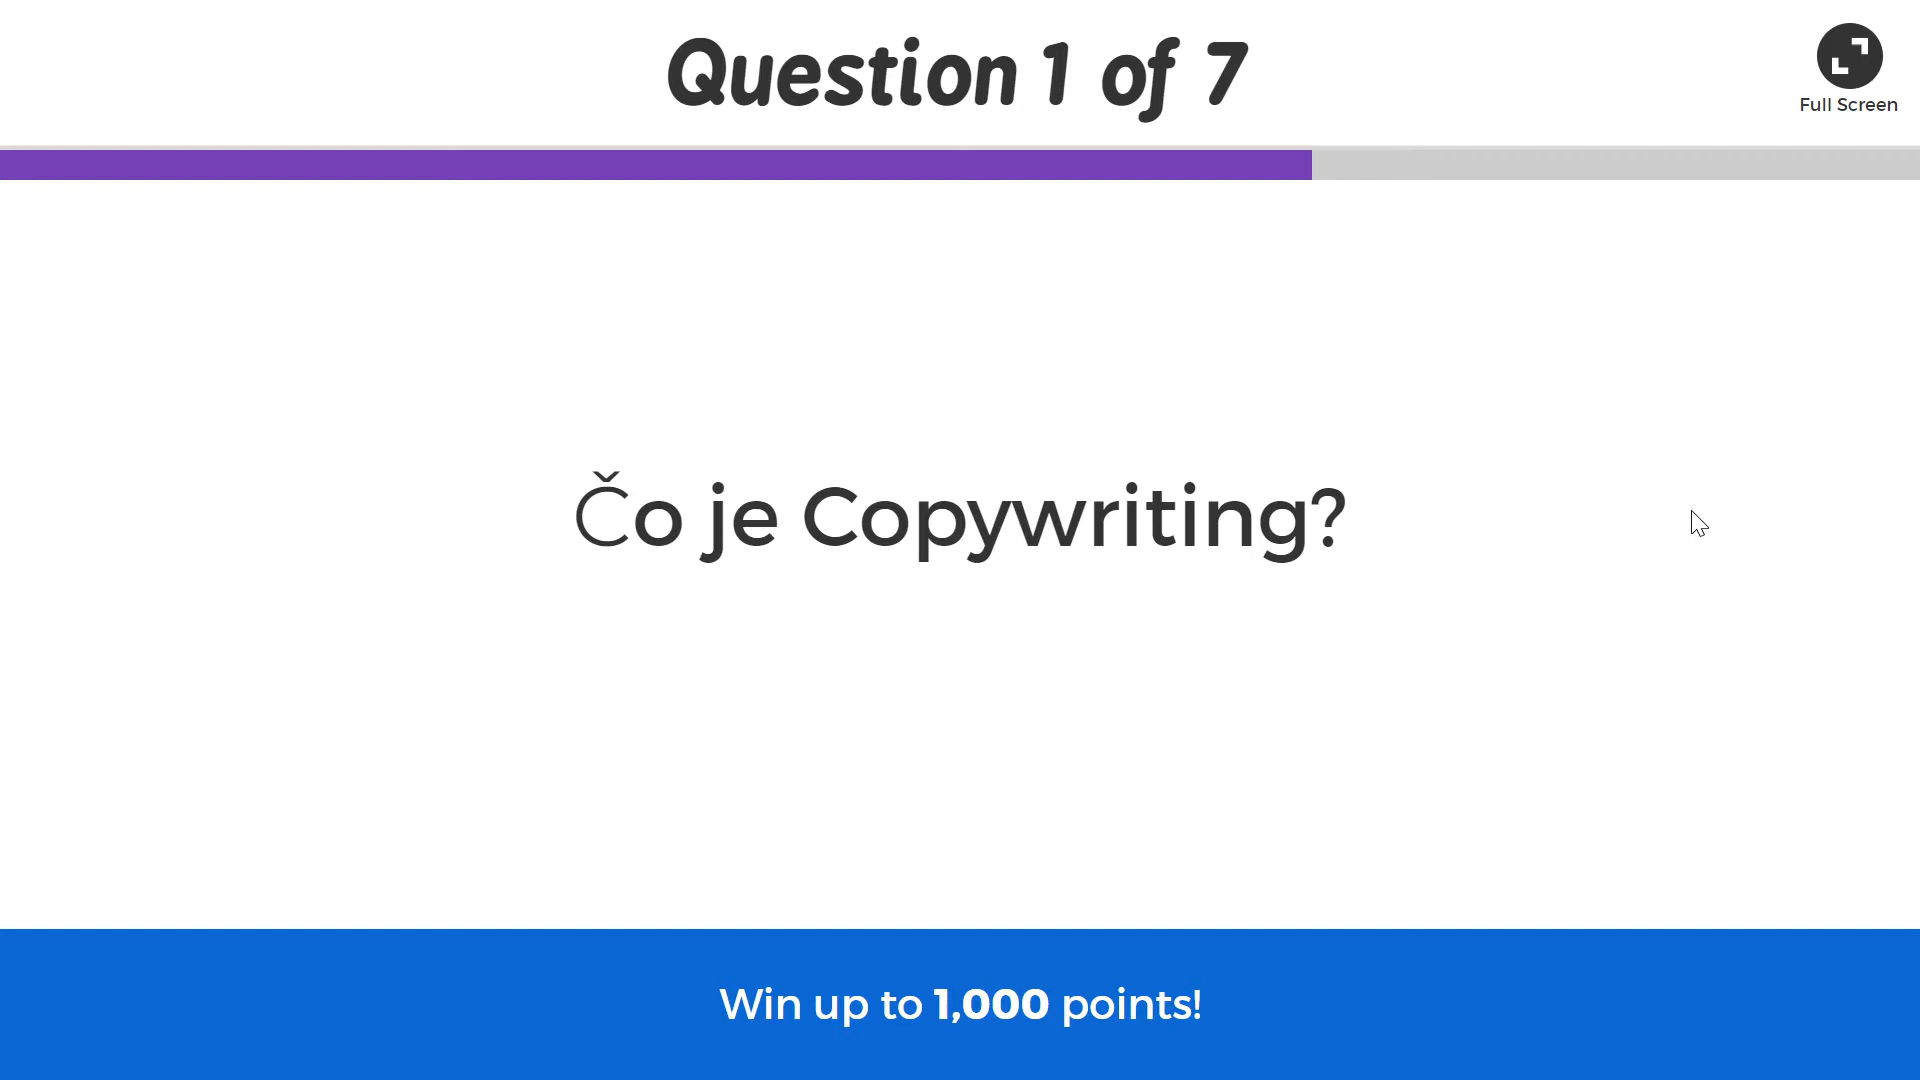 Question 1 of 7
Full Screen
Čo je Copywriting?
Win up to 1,000 points!